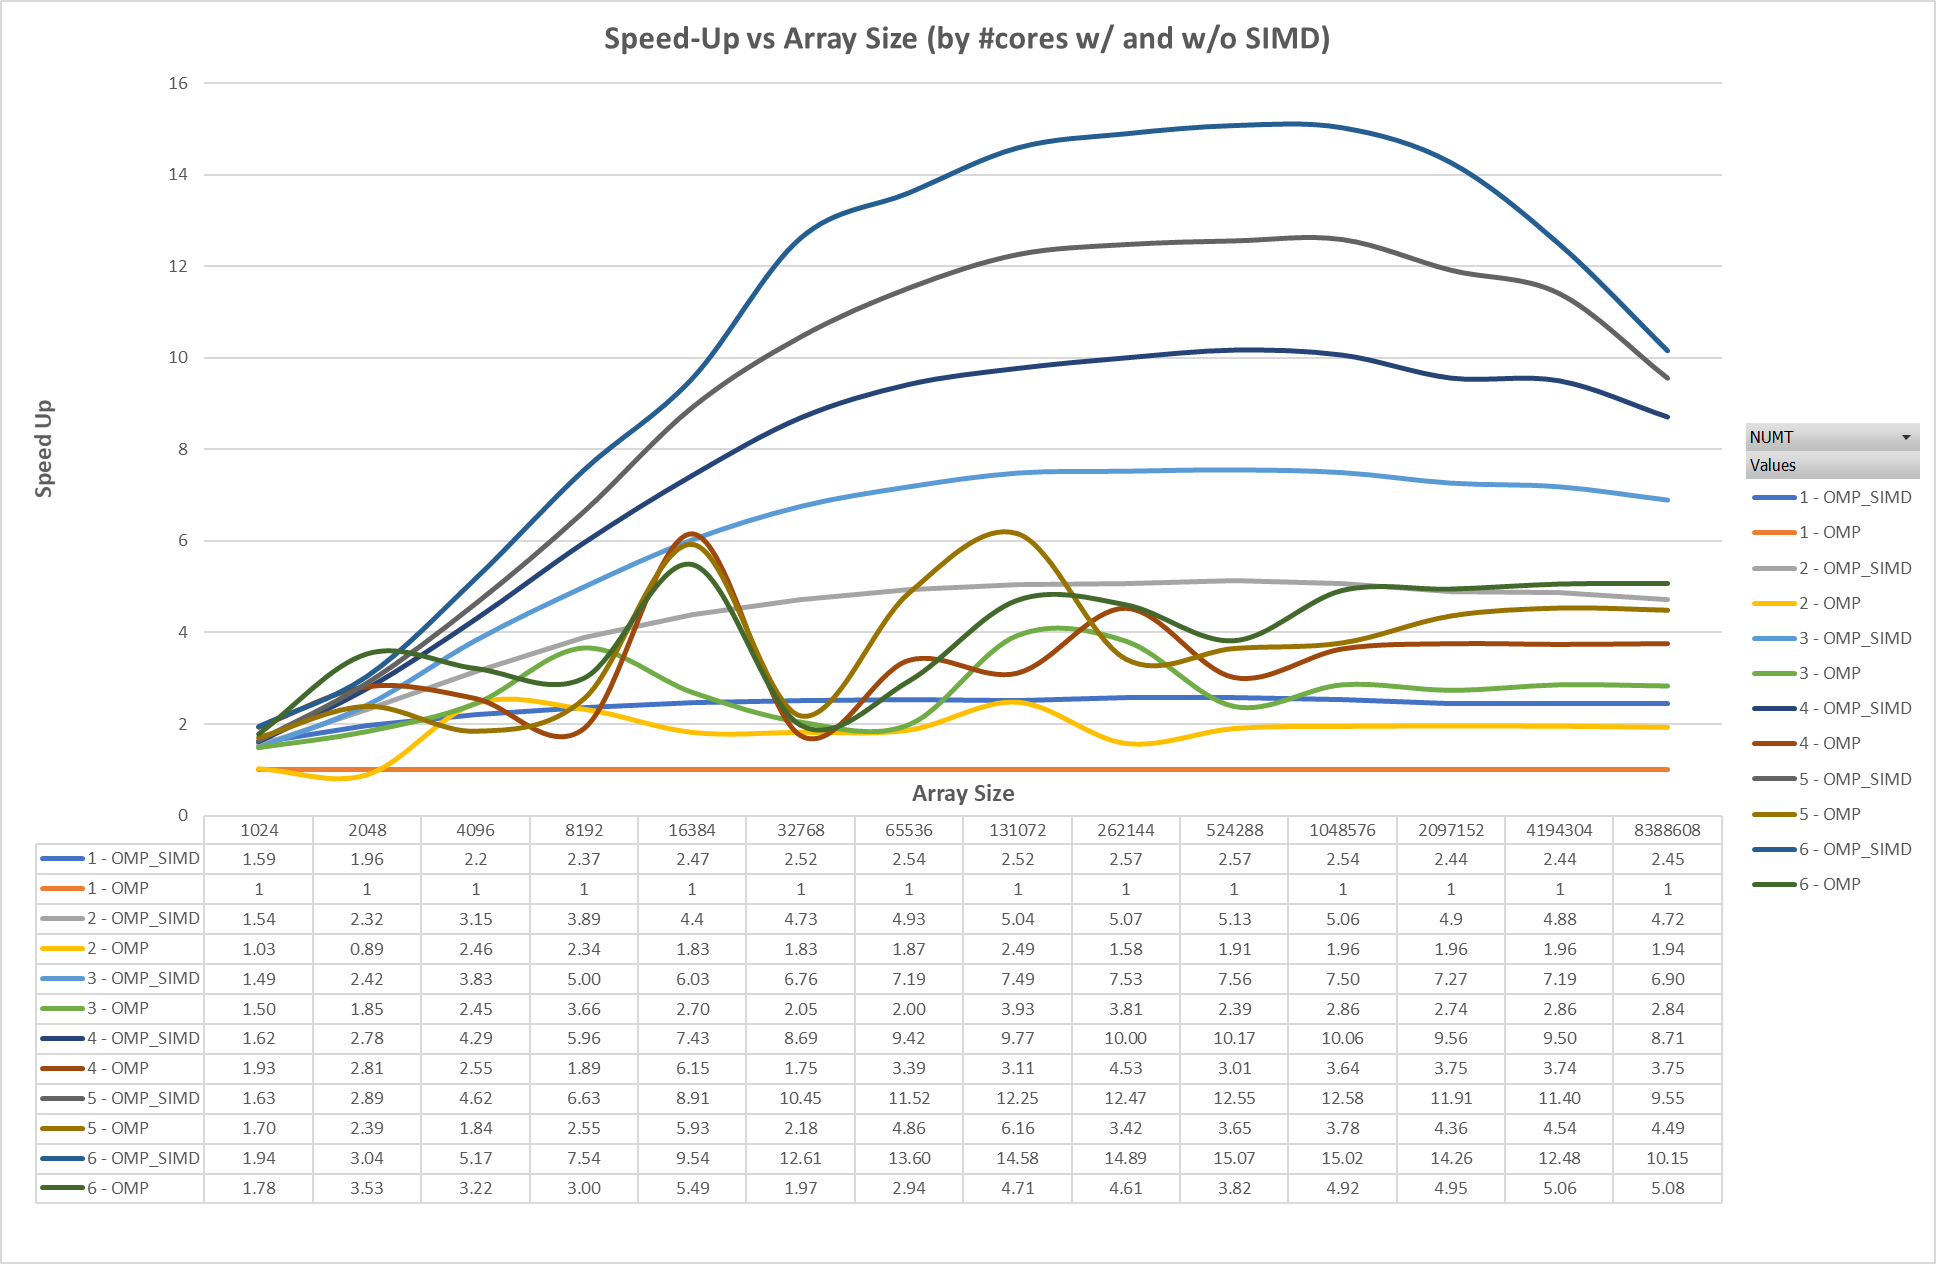 Speed-Up vs Array Size (by #cores w/ and w/o SIMD)
16
14
12
10
8
6
4
2
0
Speed Up
Array Size
1024 2048 4096 8192 16384 32768 65536 131072 262144 524288 1048576 2097152 4194304 8388608
1 - OMP_SIMD 1.59 1.96 2.2 2.37 2.47 2.52 2.54 2.52 2.57 2.57 2.54 2.44 2.44 2.45
1 - OMP 1 1 1 1 1 1 1 1 1 1 1 1 1 1
2 - OMP_SIMD 1.54 2.32 3.15 3.89 4.4 4.73 4.93 5.04 5.07 5.13 5.06 4.9 4.88 4.72
2 - OMP 1.03 0.89 2.46 2.34 1.83 1.83 1.87 2.49 1.58 1.91 1.96 1.96 1.96 1.94
3 - OMP_SIMD 1.49 2.42 3.83 5.00 6.03 6.76 7.19 7.49 7.53 7.56 7.50 7.27 7.19 6.90
3 - OMP 1.50 1.85 2.45 3.66 2.70 2.05 2.00 3.93 3.81 2.39 2.86 2.74 2.86 2.84
4 - OMP_SIMD 1.62 2.78 4.29 5.96 7.43 8.69 9.42 9.77 10.00 10.17 10.06 9.56 9.50 8.71
4 - OMP 1.93 2.81 2.55 1.89 6.15 1.75 3.39 3.11 4.53 3.01 3.64 3.75 3.74 3.75
5 - OMP_SIMD 1.63 2.89 4.62 6.63 8.91 10.45 11.52 12.25 12.47 12.55 12.58 11.91 11.40 9.55
5 - OMP 1.70 2.39 1.84 2.55 5.93 2.18 4.86 6.16 3.42 3.65 3.78 4.36 4.54 4.49
6 - OMP_SIMD 1.94 3.04 5.17 7.54 9.54 12.61 13.60 14.58 14.89 15.07 15.02 14.26 12.48 10.15
6 - OMP 1.78 3.53 3.22 3.00 5.49 1.97 2.94 4.71 4.61 3.82 4.92 4.95 5.06 5.08
NUMT
Values
1 - OMP_SIMD
1 - OMP
2 - OMP_SIMD
2 - OMP
3 - OMP_SIMD
3 - OMP
4 - OMP_SIMD
4 - OMP
5 - OMP_SIMD
5 - OMP
6 - OMP_SIMD
6 - OMP